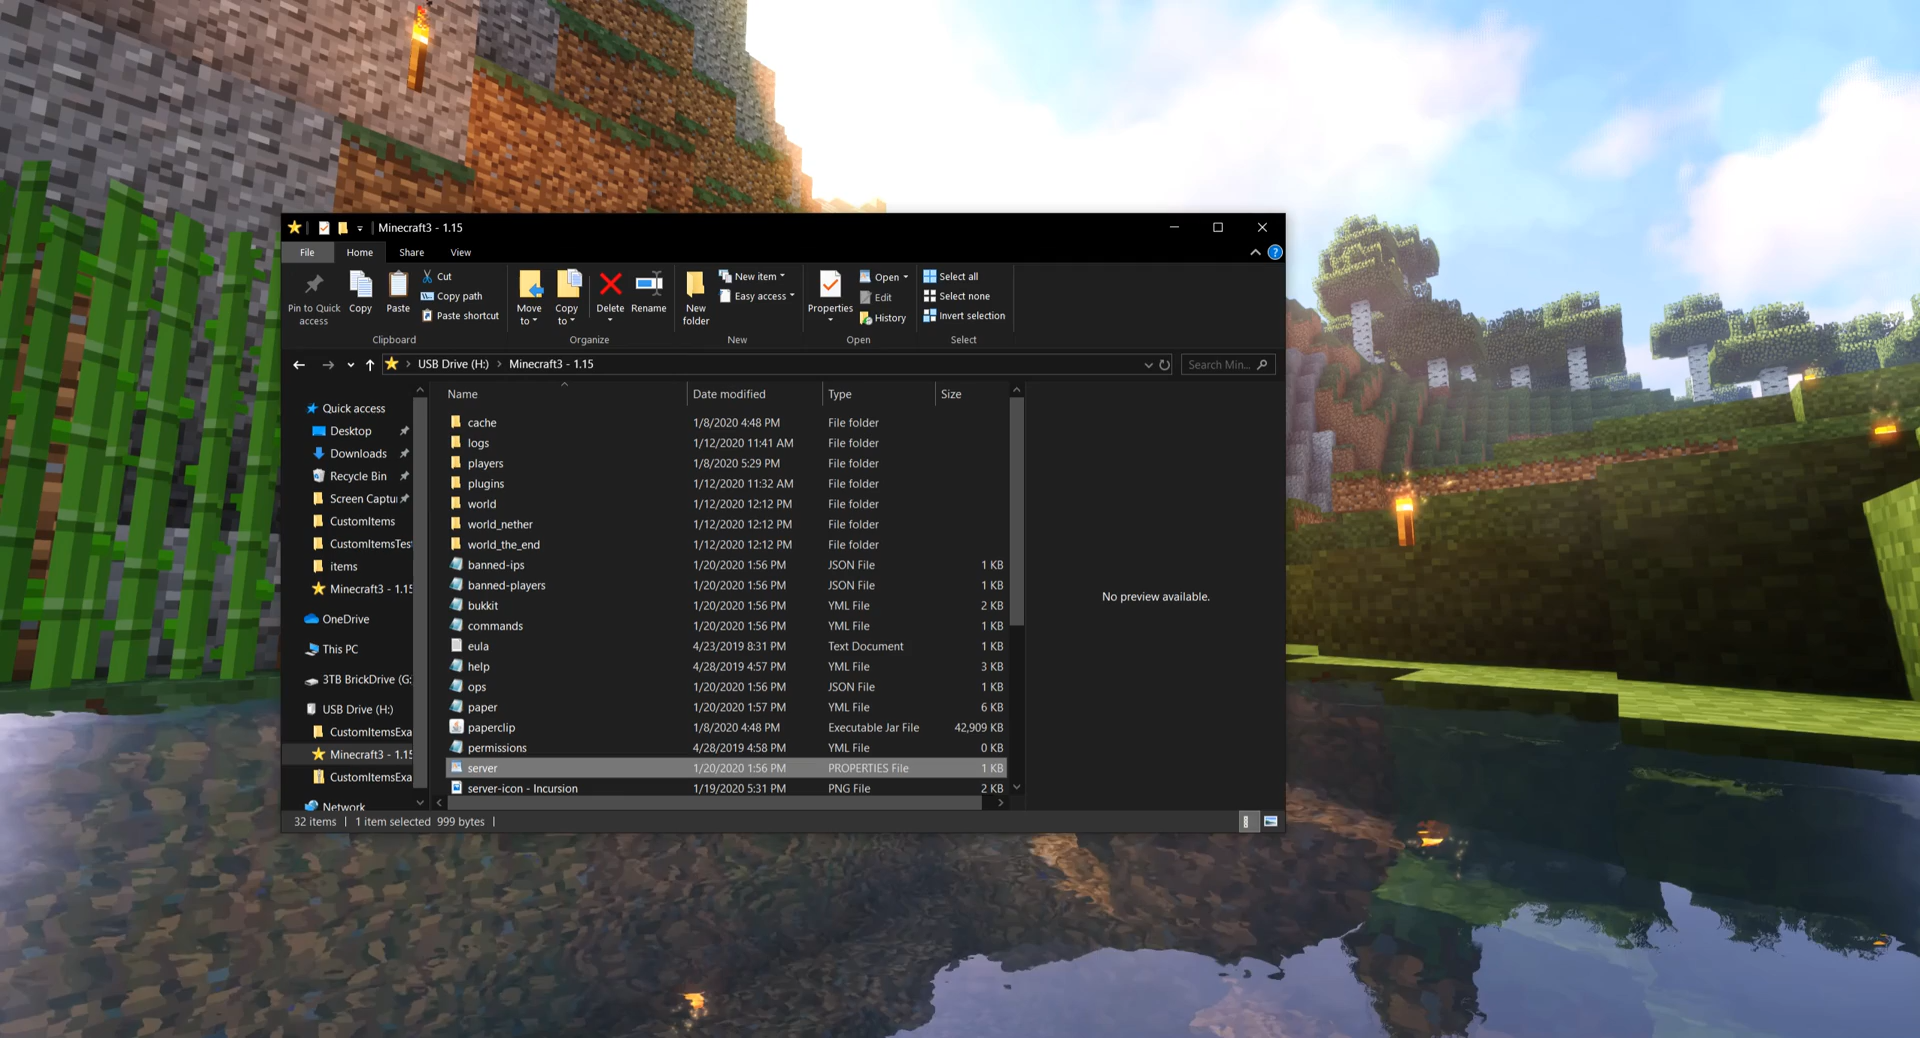 Minecraft3 - 1.15
File Home Share View
Pin to Quick access
Copy
Paste
Cut
Copy path
Paste shortcut
Clipboard
Move to
Copy to
Delete
Rename
Organize
New folder
New item
Easy access
New
Properties
Open
Edit
History
Open
Select all
Select none
Invert selection
Select
USB Drive (H:) > Minecraft3 - 1.15
Search Min...
Quick access
Desktop
Downloads
Recycle Bin
Screen Captu
CustomItems
CustomItemsTes
items
Minecraft3 - 1.15
OneDrive
This PC
3TB BrickDrive (G:
USB Drive (H:)
CustomItemsExa
Minecraft3 - 1.15
CustomItemsExa
Network
Name Date modified Type Size
cache 1/8/2020 4:48 PM File folder
logs 1/12/2020 11:41 AM File folder
players 1/8/2020 5:29 PM File folder
plugins 1/12/2020 11:32 AM File folder
world 1/12/2020 12:12 PM File folder
world_nether 1/12/2020 12:12 PM File folder
world_the_end 1/12/2020 12:12 PM File folder
banned-ips 1/20/2020 1:56 PM JSON File 1 KB
banned-players 1/20/2020 1:56 PM JSON File 1 KB
bukkit 1/20/2020 1:56 PM YML File 2 KB
commands 1/20/2020 1:56 PM YML File 1 KB
eula 4/23/2019 8:31 PM Text Document 1 KB
help 4/28/2019 4:57 PM YML File 3 KB
ops 1/20/2020 1:56 PM JSON File 1 KB
paper 1/20/2020 1:57 PM YML File 6 KB
paperclip 1/8/2020 4:48 PM Executable Jar File 42,909 KB
permissions 4/28/2019 4:58 PM YML File 0 KB
server 1/20/2020 1:56 PM PROPERTIES File 1 KB
server-icon - Incursion 1/19/2020 5:31 PM PNG File 2 KB
No preview available.
32 items | 1 item selected 999 bytes |